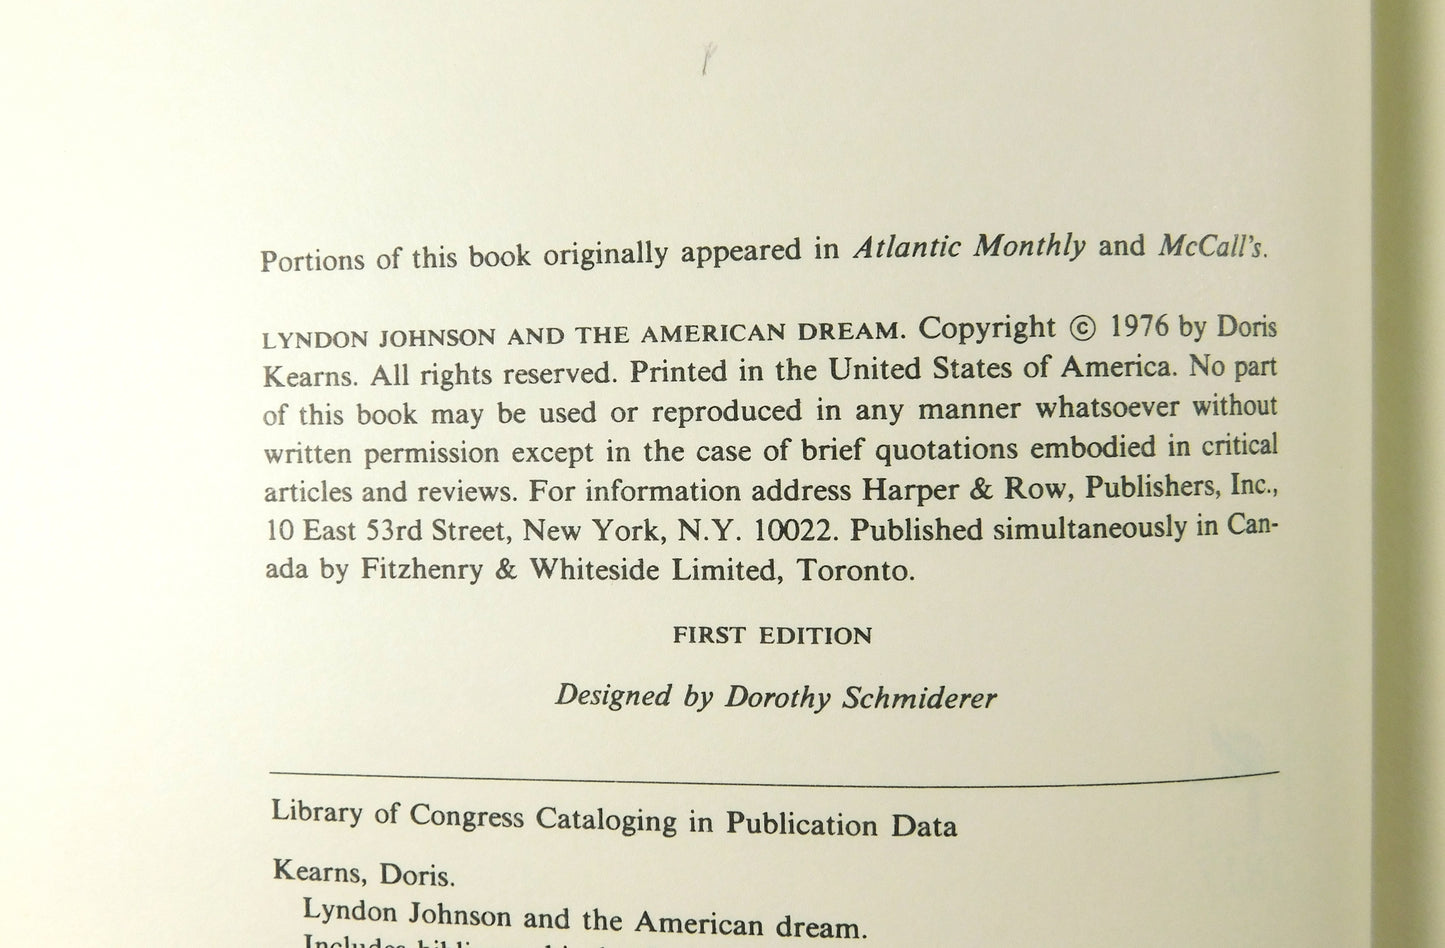 Portions of this book originally appeared in Atlantic Monthly and McCall's.
LYNDON JOHNSON AND THE AMERICAN DREAM. Copyright © 1976 by Doris
Kearns. All rights reserved. Printed in the United States of America. No part
of this book may be used or reproduced in any manner whatsoever without
written permission except in the case of brief quotations embodied in critical
articles and reviews. For information address Harper & Row, Publishers, Inc.,
10 East 53rd Street, New York, N.Y. 10022. Published simultaneously in Can-
ada by Fitzhenry & Whiteside Limited, Toronto.
FIRST EDITION
Designed by Dorothy Schmiderer
Library of Congress Cataloging in Publication Data
Kearns, Doris.
Lyndon Johnson and the American dream.
Includes